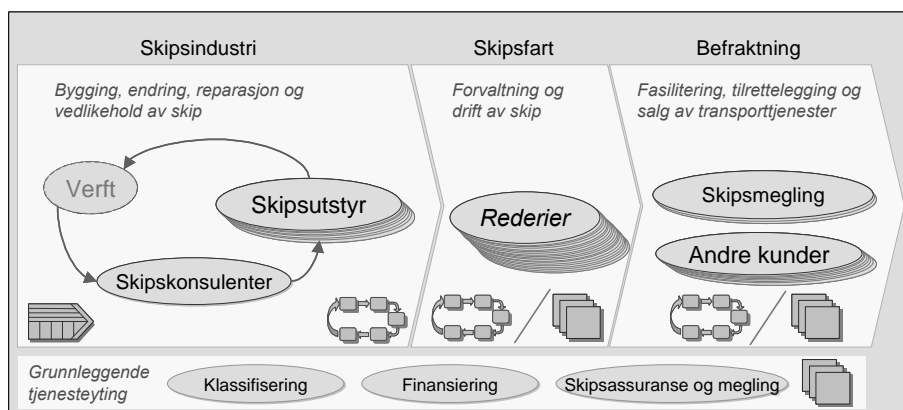 Skipsindustri
Skipsfart
Befraktning
Bygging, endring, reparasjon og
vedlikehold av skip
Forvaltning og
drift av skip
Fasilitering, tilrettelegging og
salg av transporttjenester
Verft
Skipsutstyr
Skipskonsulenter
Rederier
Skipsmegling
Andre kunder
Grunnleggende
tjenesteyting
Klassifisering
Finansiering
Skipsassuranse og megling